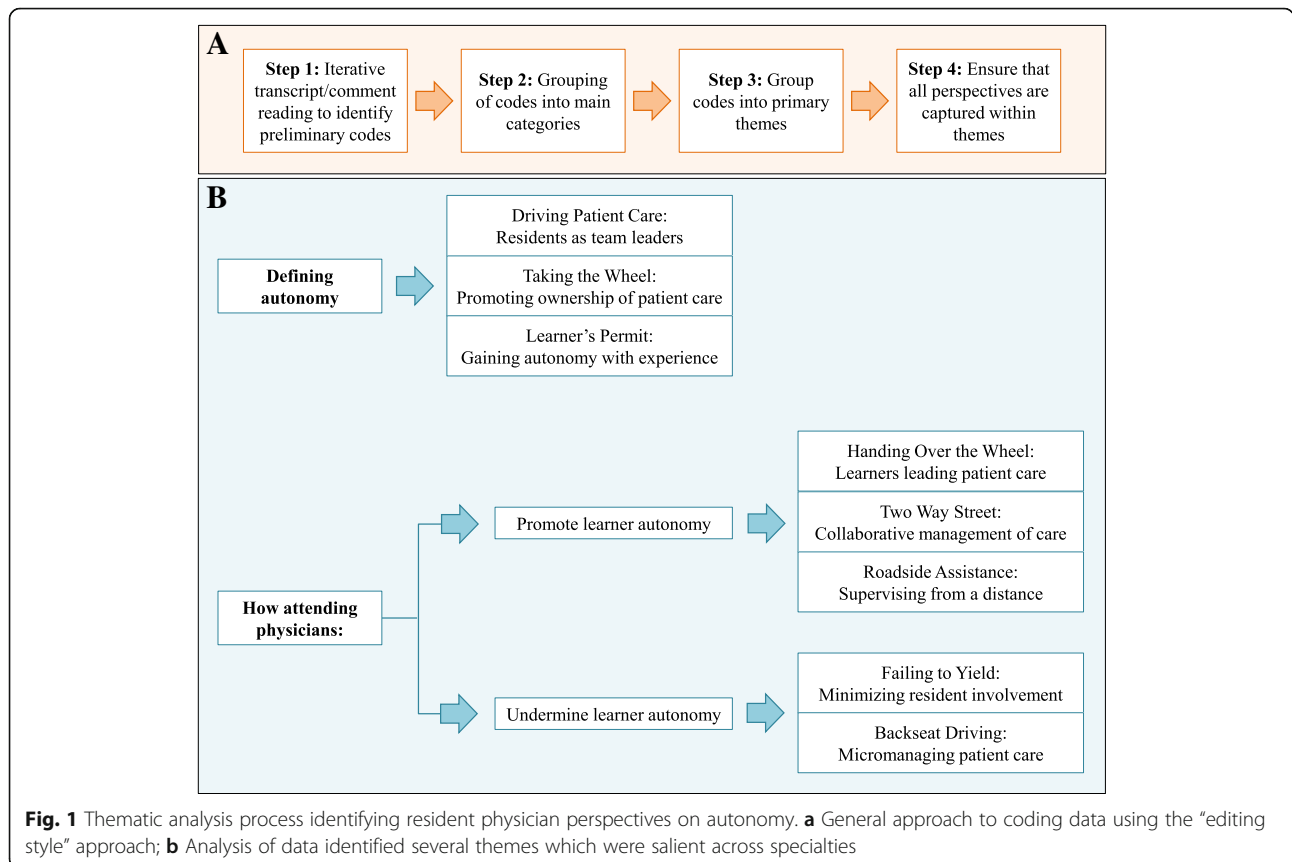 A
Step 1: Iterative
transcript/comment
reading to identify
preliminary codes
Step 2: Grouping
of codes into main
categories
Step 3: Group
codes into primary
themes
Step 4: Ensure that
all perspectives are
captured within
themes
B
Defining
autonomy
Driving Patient Care:
Residents as team leaders
Taking the Wheel:
Promoting ownership of patient care
Learner's Permit:
Gaining autonomy with experience
How attending
physicians:
Promote learner autonomy
Handing Over the Wheel:
Learners leading patient care
Two Way Street:
Collaborative management of care
Roadside Assistance:
Supervising from a distance
Undermine learner autonomy
Failing to Yield:
Minimizing resident involvement
Backseat Driving:
Micromanaging patient care
Fig. 1 Thematic analysis process identifying resident physician perspectives on autonomy. a General approach to coding data using the “editing
style” approach; b Analysis of data identified several themes which were salient across specialties